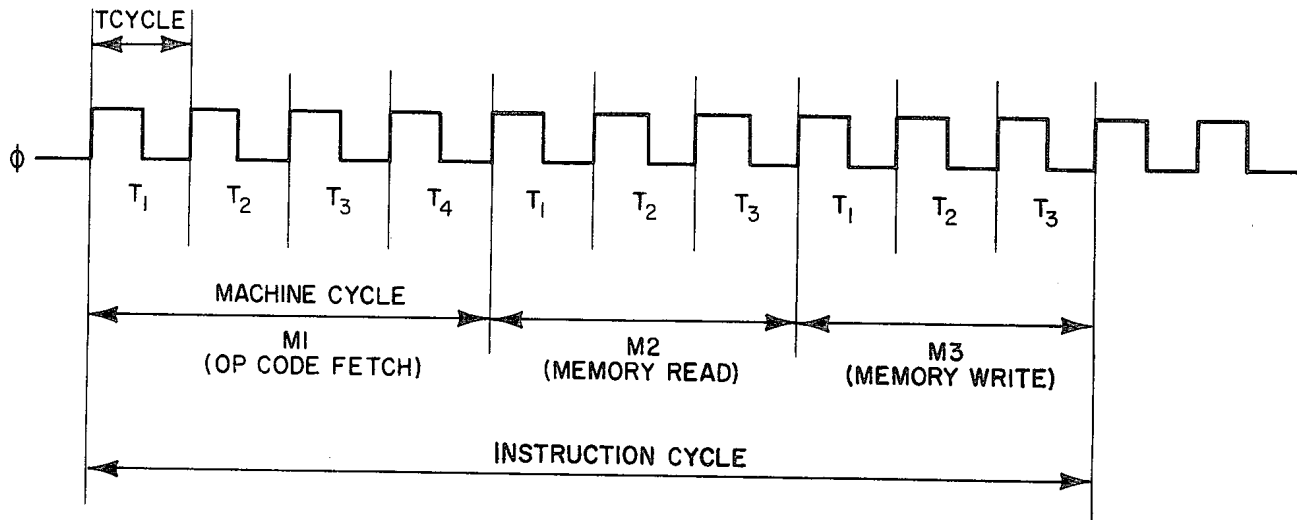 TCYCLE
ϕ
T₁ T₂ T₃ T₄ T₁ T₂ T₃ T₁ T₂ T₃
MACHINE CYCLE
M1
(OP CODE FETCH)
M2
(MEMORY READ)
M3
(MEMORY WRITE)
INSTRUCTION CYCLE